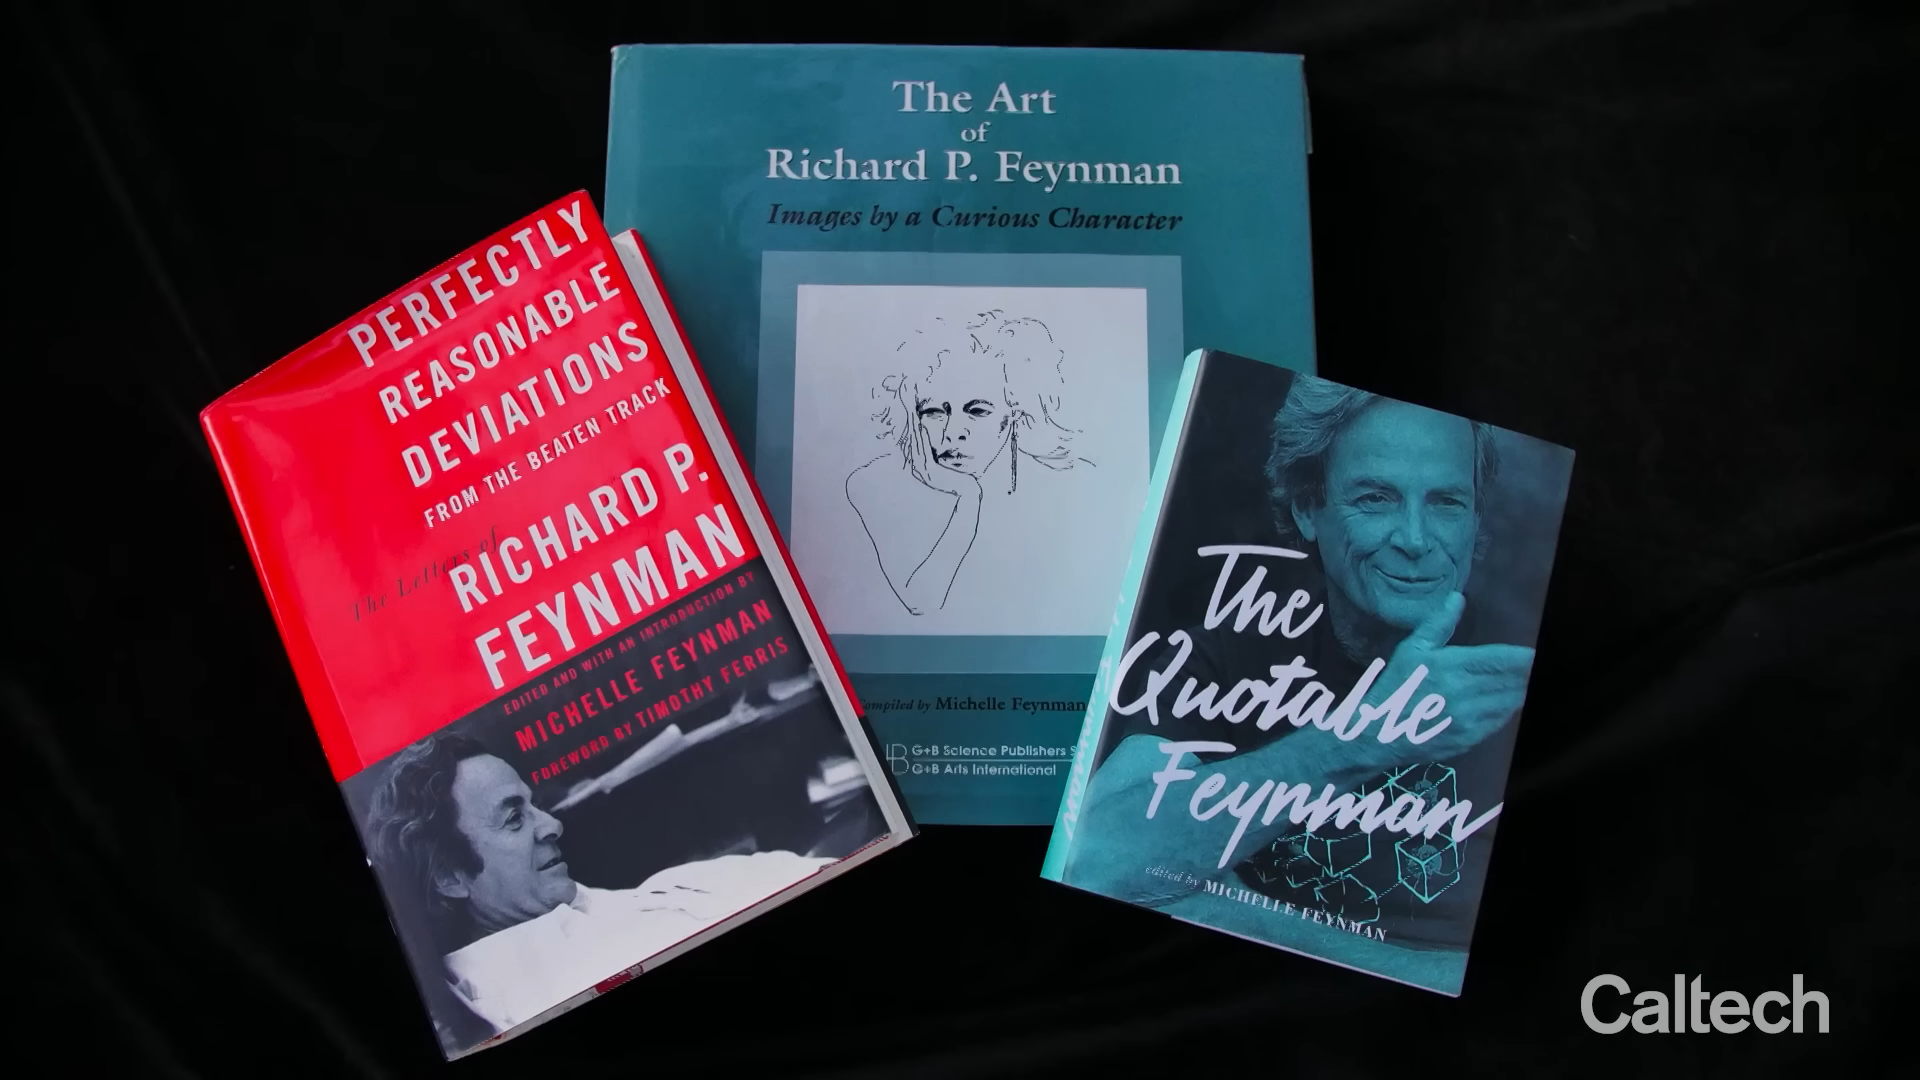 The Art
of
Richard P. Feynman
Images by a Curious Character
Compiled by Michelle Feynman
G+B Science Publishers S
G+B Arts International
PERFECTLY
REASONABLE
DEVIATIONS
FROM THE BEATEN TRACK
The Letters of
RICHARD P.
FEYNMAN
EDITED AND WITH AN INTRODUCTION BY
MICHELLE FEYNMAN
FOREWORD BY TIMOTHY FERRIS
The
Quotable
Feynman
edited by MICHELLE FEYNMAN
Feynman
Caltech